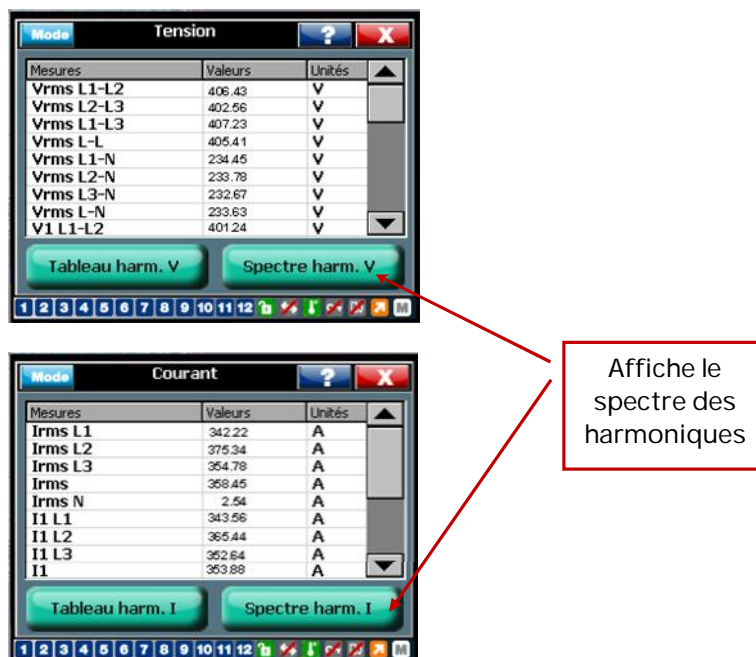 Mode Tension ? X
Mesures Valeurs Unités
Vrms L1-L2 406.43 V
Vrms L2-L3 402.56 V
Vrms L1-L3 407.23 V
Vrms L-L 405.41 V
Vrms L1-N 234.45 V
Vrms L2-N 233.78 V
Vrms L3-N 232.67 V
Vrms L-N 233.63 V
V1 L1-L2 401.24 V
Tableau harm. V Spectre harm. V
1 2 3 4 5 6 7 8 9 10 11 12 M
Affiche le
spectre des
harmoniques
Mode Courant ? X
Mesures Valeurs Unités
Irms L1 342.22 A
Irms L2 375.34 A
Irms L3 354.78 A
Irms 358.45 A
Irms N 2.54 A
I1 L1 343.56 A
I1 L2 365.44 A
I1 L3 352.64 A
I1 353.88 A
Tableau harm. I Spectre harm. I
1 2 3 4 5 6 7 8 9 10 11 12 M